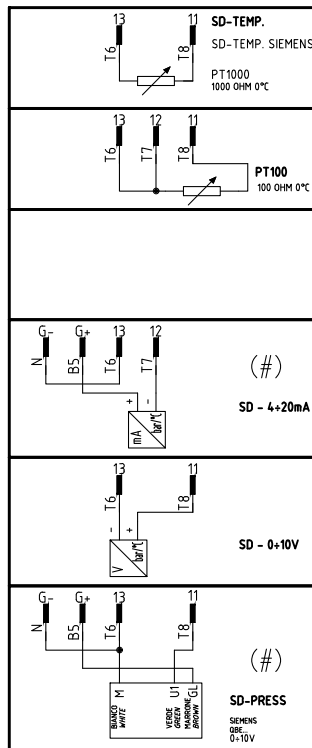 13 11 SD-TEMP.
T6 T8 SD-TEMP. SIEMENS
PT1000
1000 OHM 0°C
13 12 11
T6 T7 T8
PT100
100 OHM 0°C
G- G+ 13 12
N B5 T6 T7
(#)
+ -
mA bar/°C
SD - 4÷20mA
13 11
T6 T8
- +
V bar/°C
SD - 0÷10V
G- G+ 13 11
N B5 T6 T8
(#)
M U1 GL
BIANCO VERDE MARRONE
WHITE GREEN BROWN
SD-PRESS
SIEMENS
QBE...
0÷10V